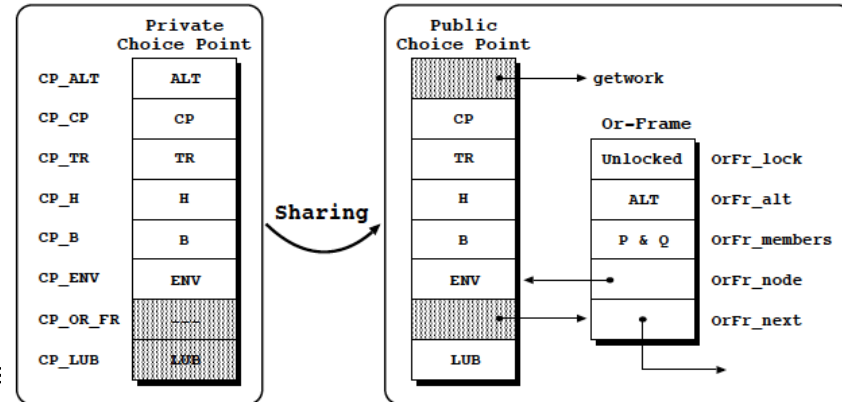 Private
Choice Point
CP_ALT ALT
CP_CP CP
CP_TR TR
CP_H H
CP_B B
CP_ENV ENV
CP_OR_FR ___
CP_LUB LUB
Sharing
Public
Choice Point
getwork
CP
TR
H
B
ENV
LUB
Or-Frame
Unlocked OrFr_lock
ALT OrFr_alt
P & Q OrFr_members
OrFr_node
OrFr_next